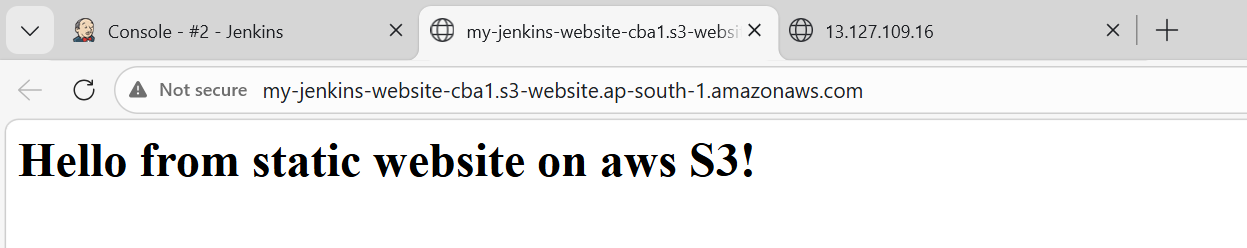 Console - #2 - Jenkins
my-jenkins-website-cba1.s3-websi
13.127.109.16
Not secure my-jenkins-website-cba1.s3-website.ap-south-1.amazonaws.com
Hello from static website on aws S3!